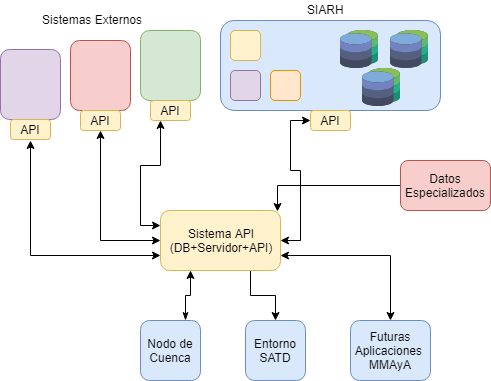 Sistemas Externos
SIARH
API
API
API
API
Datos
Especializados
Sistema API
(DB+Servidor+API)
Nodo de
Cuenca
Entorno
SATD
Futuras
Aplicaciones
MMAyA